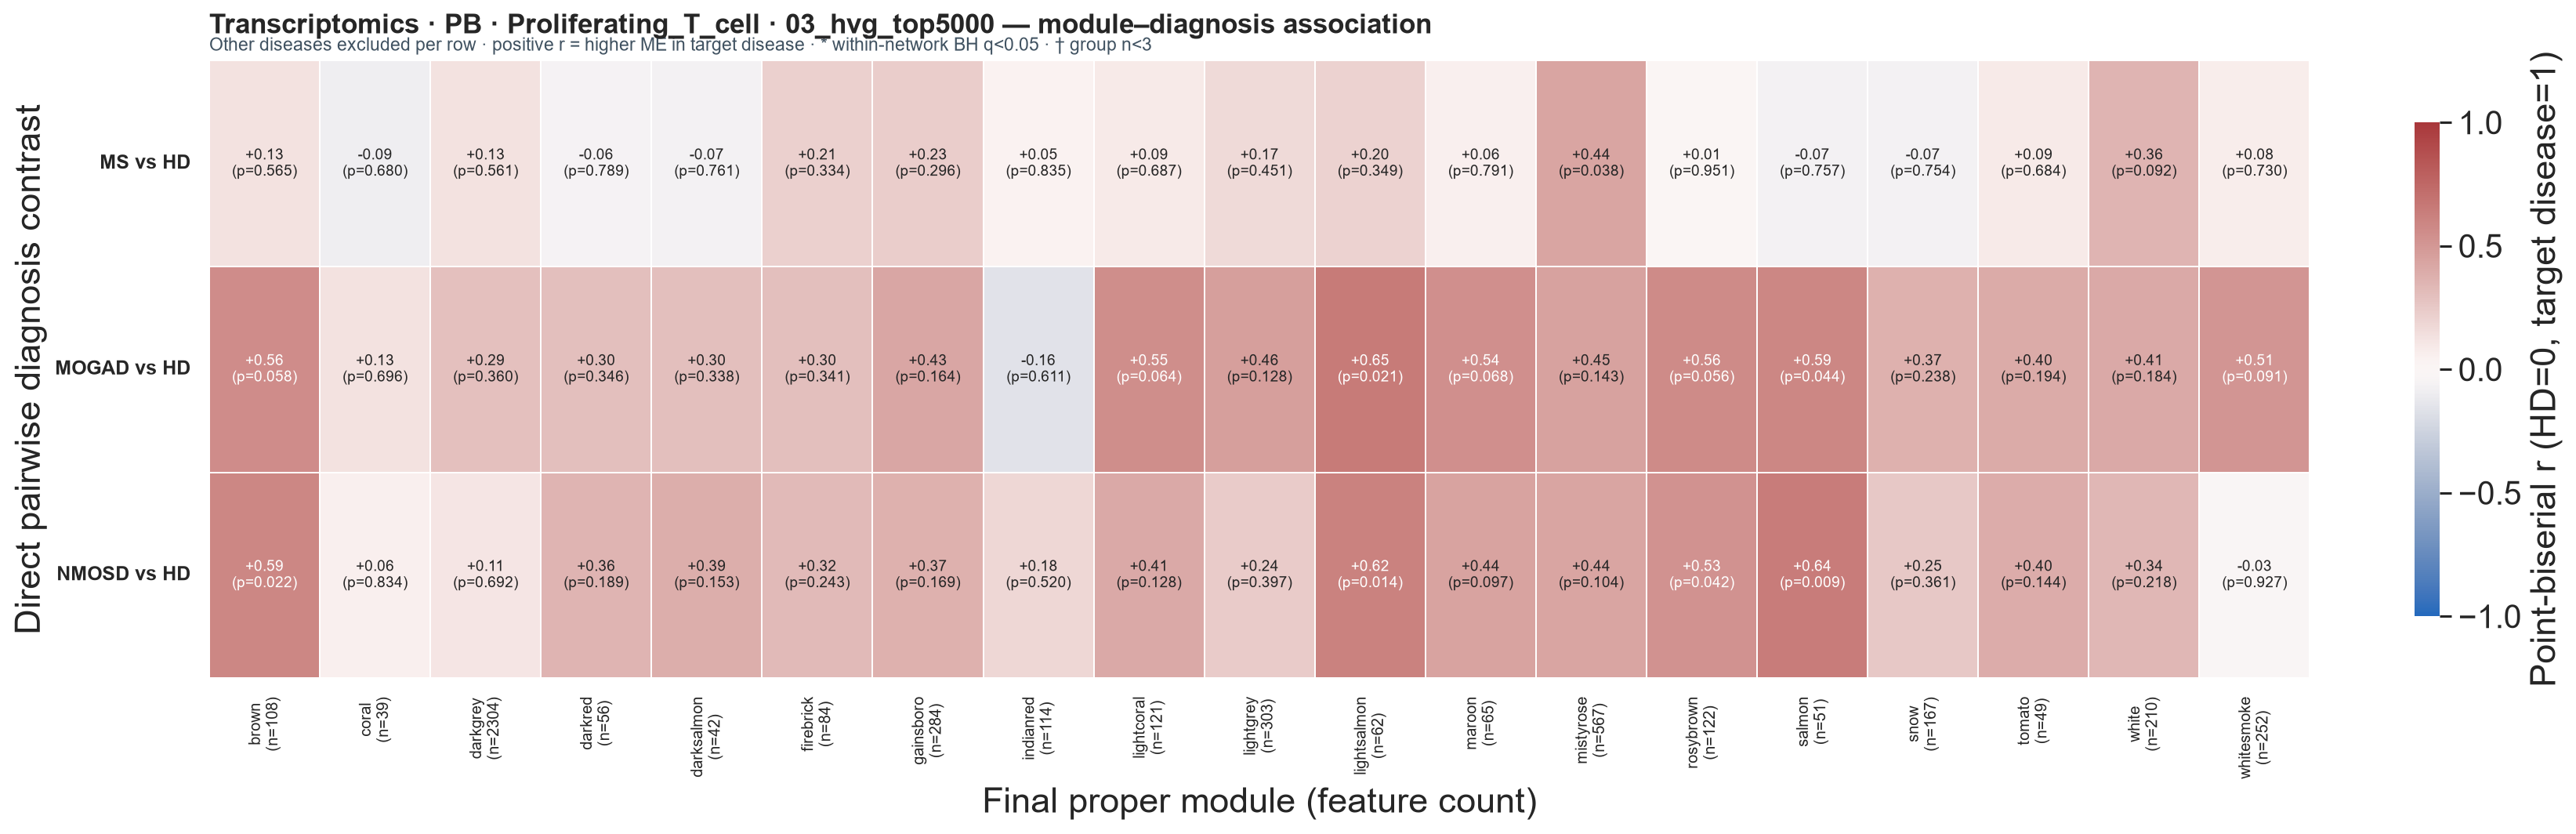 Transcriptomics · PB · Proliferating_T_cell · 03_hvg_top5000 — module–diagnosis association
Other diseases excluded per row · positive r = higher ME in target disease · * within-network BH q<0.05 · † group n<3
Direct pairwise diagnosis contrast
MS vs HD
+0.13 -0.09 +0.13 -0.06 -0.07 +0.21 +0.23 +0.05 +0.09 +0.17 +0.20 +0.06 +0.44 +0.01 -0.07 -0.07 +0.09 +0.36 +0.08
(p=0.565) (p=0.680) (p=0.561) (p=0.789) (p=0.761) (p=0.334) (p=0.296) (p=0.835) (p=0.687) (p=0.451) (p=0.349) (p=0.791) (p=0.038) (p=0.951) (p=0.757) (p=0.754) (p=0.684) (p=0.092) (p=0.730)
MOGAD vs HD
+0.56 +0.13 +0.29 +0.30 +0.30 +0.30 +0.43 -0.16 +0.55 +0.46 +0.65 +0.54 +0.45 +0.56 +0.59 +0.37 +0.40 +0.41 +0.51
(p=0.058) (p=0.696) (p=0.360) (p=0.346) (p=0.338) (p=0.341) (p=0.164) (p=0.611) (p=0.064) (p=0.128) (p=0.021) (p=0.068) (p=0.143) (p=0.056) (p=0.044) (p=0.238) (p=0.194) (p=0.184) (p=0.091)
NMOSD vs HD
+0.59 +0.06 +0.11 +0.36 +0.39 +0.32 +0.37 +0.18 +0.41 +0.24 +0.62 +0.44 +0.44 +0.53 +0.64 +0.25 +0.40 +0.34 -0.03
(p=0.022) (p=0.834) (p=0.692) (p=0.189) (p=0.153) (p=0.243) (p=0.169) (p=0.520) (p=0.128) (p=0.397) (p=0.014) (p=0.097) (p=0.104) (p=0.042) (p=0.009) (p=0.361) (p=0.144) (p=0.218) (p=0.927)
brown
(n=108)
coral
(n=39)
darkgrey
(n=2304)
darkred
(n=56)
darksalmon
(n=42)
firebrick
(n=84)
gainsboro
(n=284)
indianred
(n=114)
lightcoral
(n=121)
lightgrey
(n=303)
lightsalmon
(n=62)
maroon
(n=65)
mistyrose
(n=567)
rosybrown
(n=122)
salmon
(n=51)
snow
(n=167)
tomato
(n=49)
white
(n=210)
whitesmoke
(n=252)
Final proper module (feature count)
1.0
0.5
0.0
−0.5
−1.0
Point-biserial r (HD=0, target disease=1)